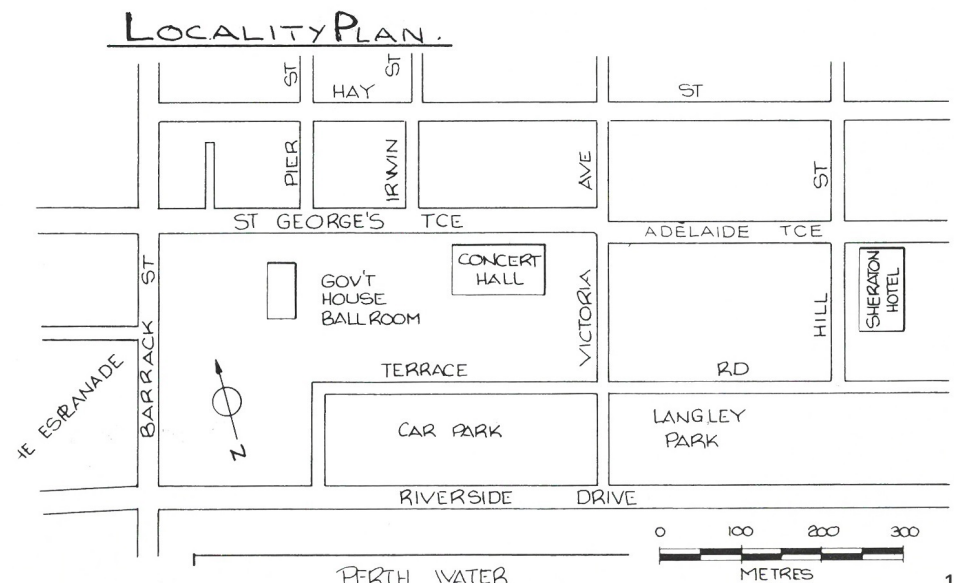 LOCALITY PLAN.
ST
ST
HAY
ST
PIER
IRWIN
AVE
ST
ST GEORGE'S TCE
ADELAIDE TCE
CONCERT
HALL
GOV'T
HOUSE
BALLROOM
BARRACK ST
VICTORIA
HILL
SHERATON
HOTEL
TERRACE
RD
HE ESPLANADE
N
CAR PARK
LANGLEY
PARK
RIVERSIDE DRIVE
0 100 200 300
METRES
PERTH WATER
1